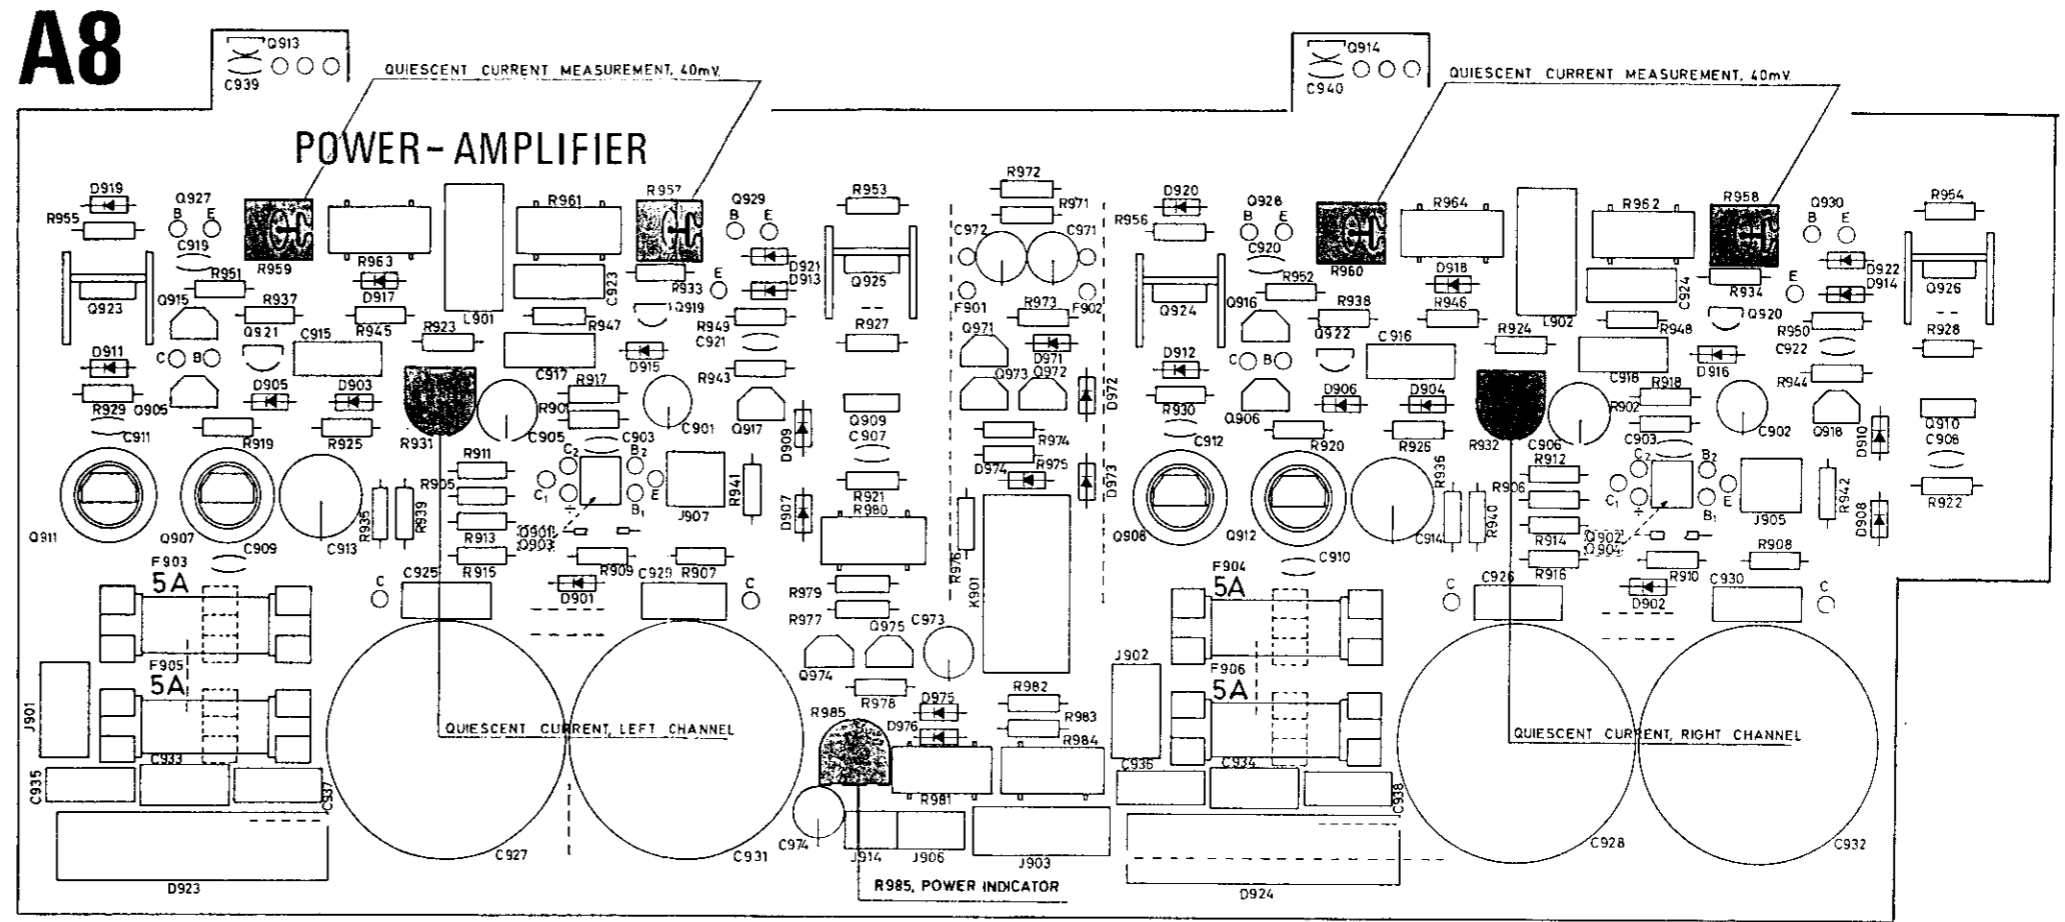 A8
Q913
C939
QUIESCENT CURRENT MEASUREMENT, 40mV.
Q914
C940
QUIESCENT CURRENT MEASUREMENT, 40mV.
POWER-AMPLIFIER
D919 Q927 R961 R957 Q929 R953 R972 D920 Q928 R964 R962 R958 Q930 R954
R955 B E B E R971 R956 B E B E
C919 R959 C972 C971 C920 R960
R951 R963 C923 R933 E D921 D913 Q925 R952 D918 C924 R934 E D922 D914 Q926
Q923 Q915 R937 D917 Q919 F901 R973 F902 Q924 Q916 R938 R946 Q920
Q921 C915 R945 R923 L901 R947 R949 C921 R927 Q971 Q922 C916 R924 L902 R948 R950 C922 R928
D911 C B D915 D971 D912 C B D916
R943 Q973 Q972 D972 R944
R929 Q905 D905 D903 C917 R917 R901 R930 Q906 D906 D904 C918 R918 R902
C911 R919 R925 R931 C905 C903 C901 Q917 D909 Q909 C907 R974 C912 R920 R926 R932 C906 C903 C902 Q918 D910 Q910 C908
R911 C2 B2 D974 R975 D973 R936 R912 C2 B2
R905 C1 E R941 R921 R906 C1 E R942 R922
Q911 Q907 C909 C913 R935 R939 R913 Q901 Q903 B1 J907 D907 R980 R976 Q908 Q912 C910 C914 R940 R914 Q902 Q904 B1 J905 D908
F903 R915 R909 R907 F904 R916 R910 R908
5A C C925 D901 C929 C R979 K901 5A C C926 D902 C930 C
R977 Q975 C973
F905 J902 F906
5A Q974 5A
J901 R978 D975 R982
R985 D976 R983
QUIESCENT CURRENT, LEFT CHANNEL
R984
QUIESCENT CURRENT, RIGHT CHANNEL
C935 C933 C937 R981 C936 C934 C938
C927 C931 C974 J914 J906 J903 C928 C932
D923 R985, POWER INDICATOR D924